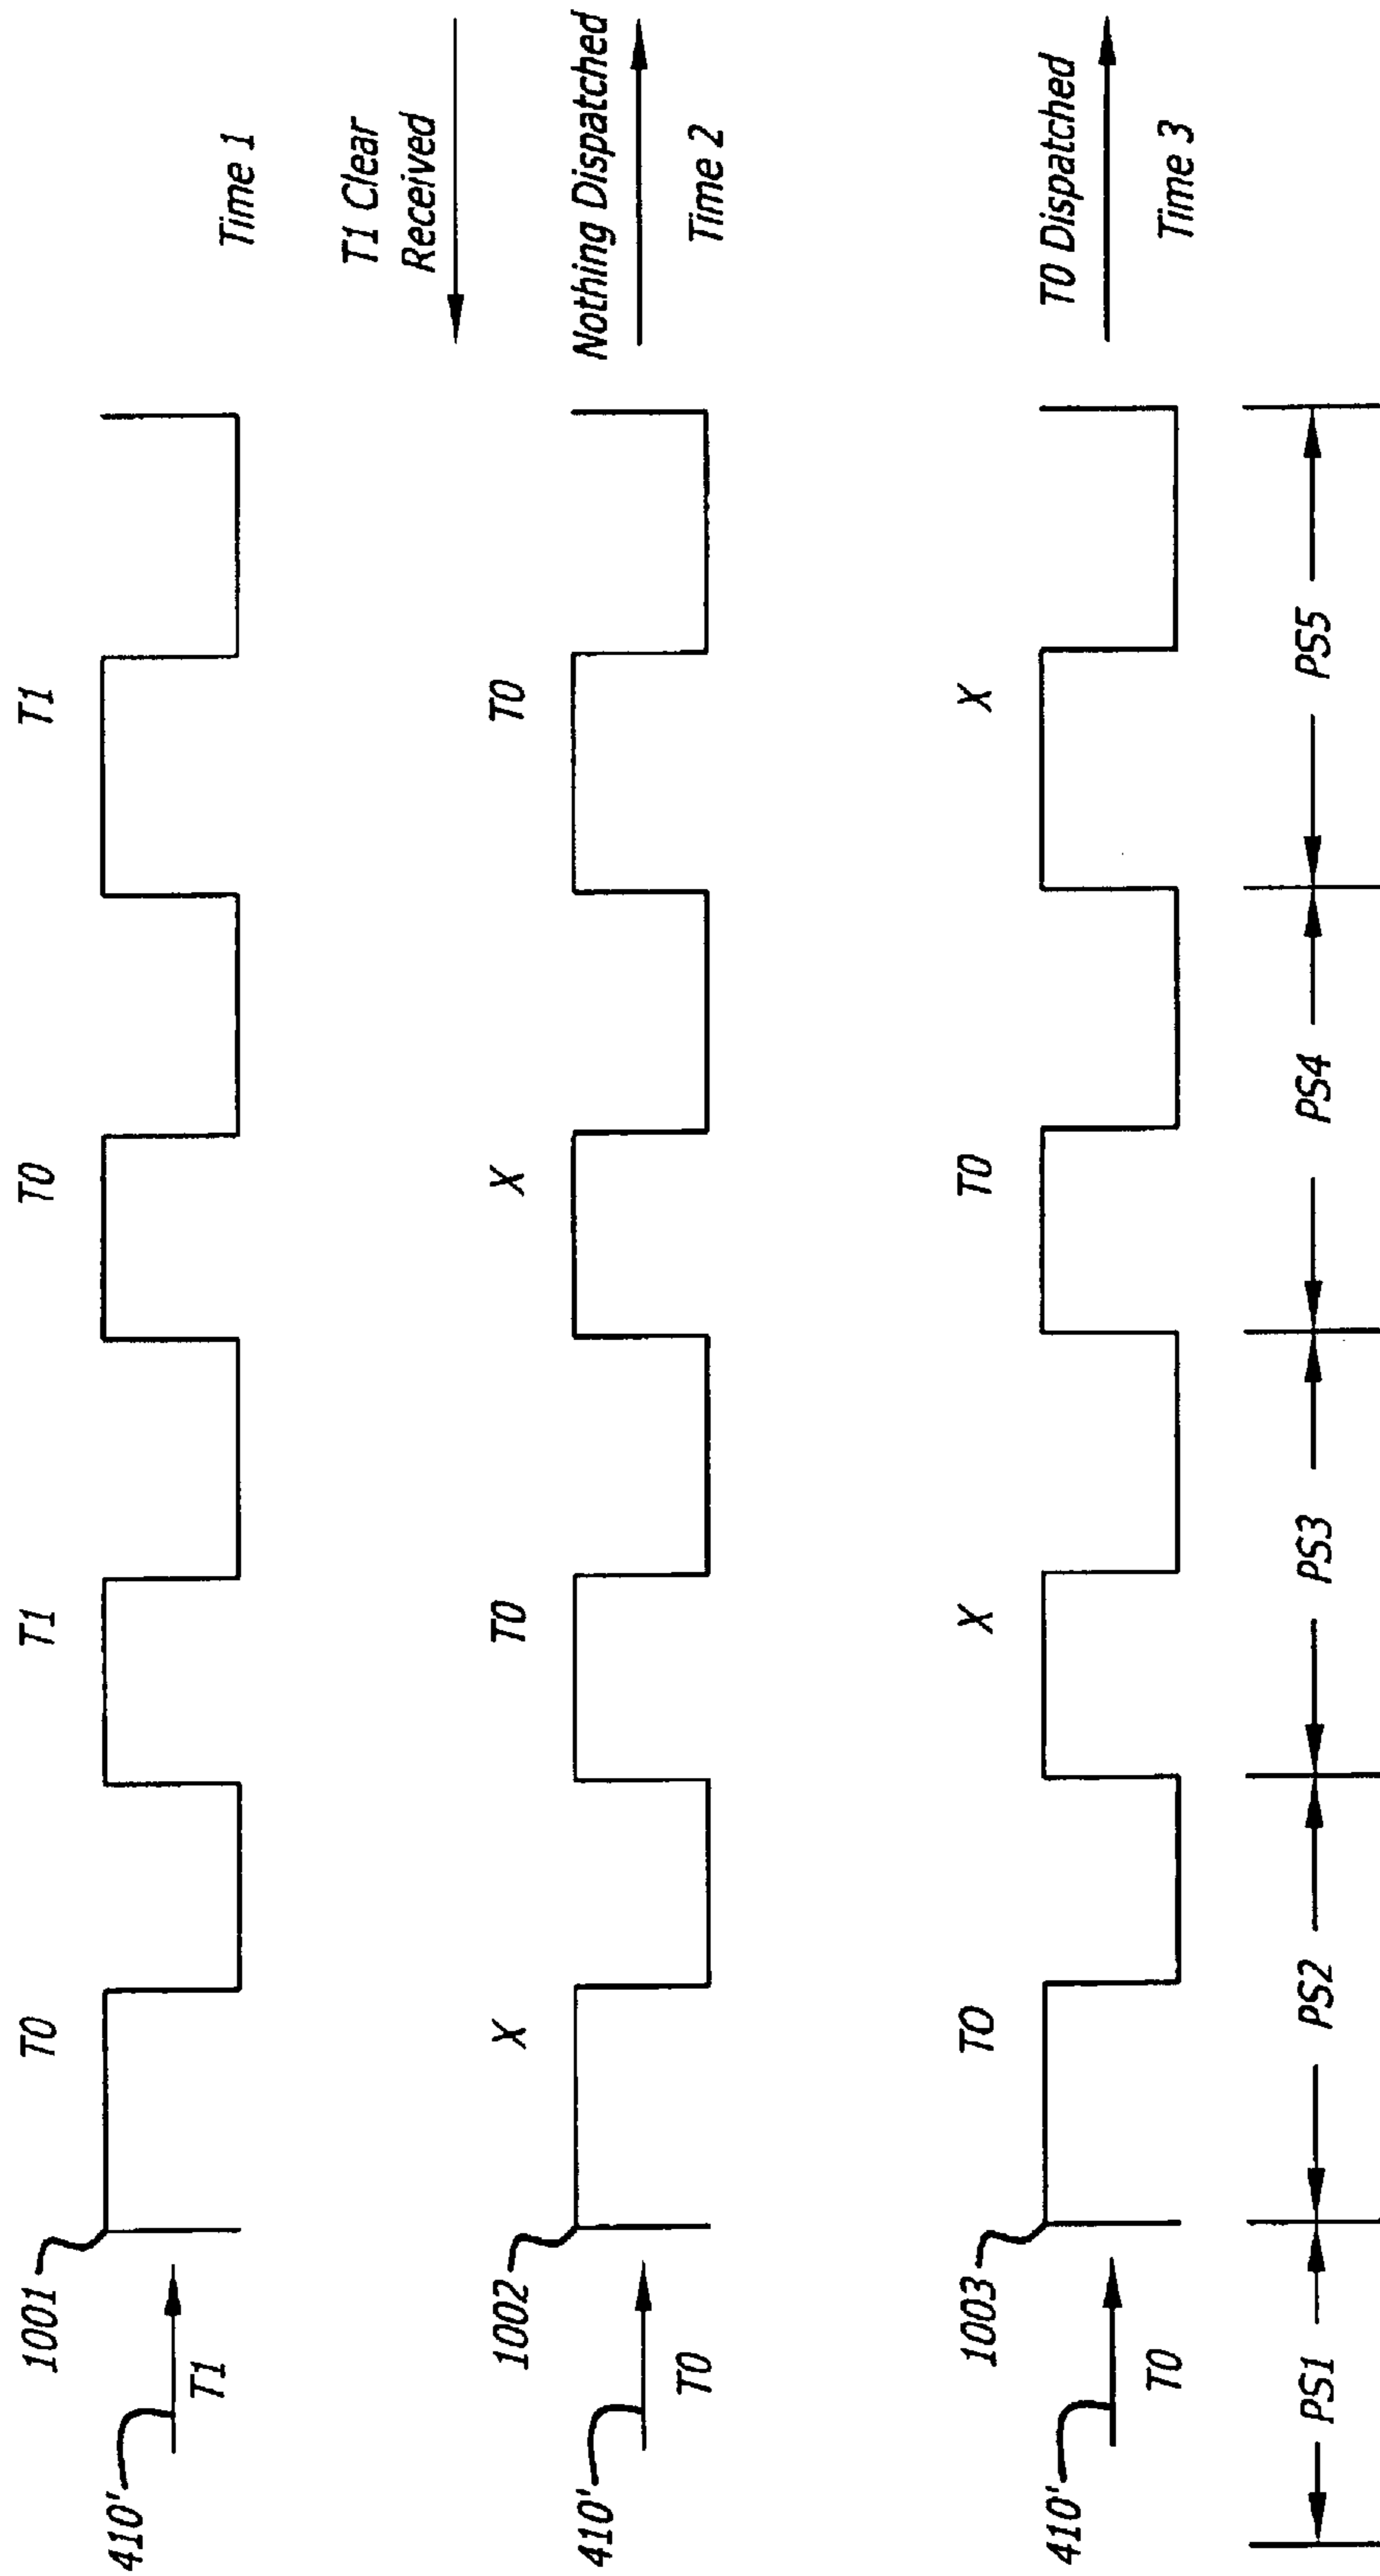 T0
T1
T0
T1
1001
410'
T1
Time 1
T1 Clear
Received
X
T0
X
T0
1002
410'
T0
Nothing Dispatched
Time 2
T0
X
T0
X
1003
410'
T0
T0 Dispatched
Time 3
PS1
PS2
PS3
PS4
PS5